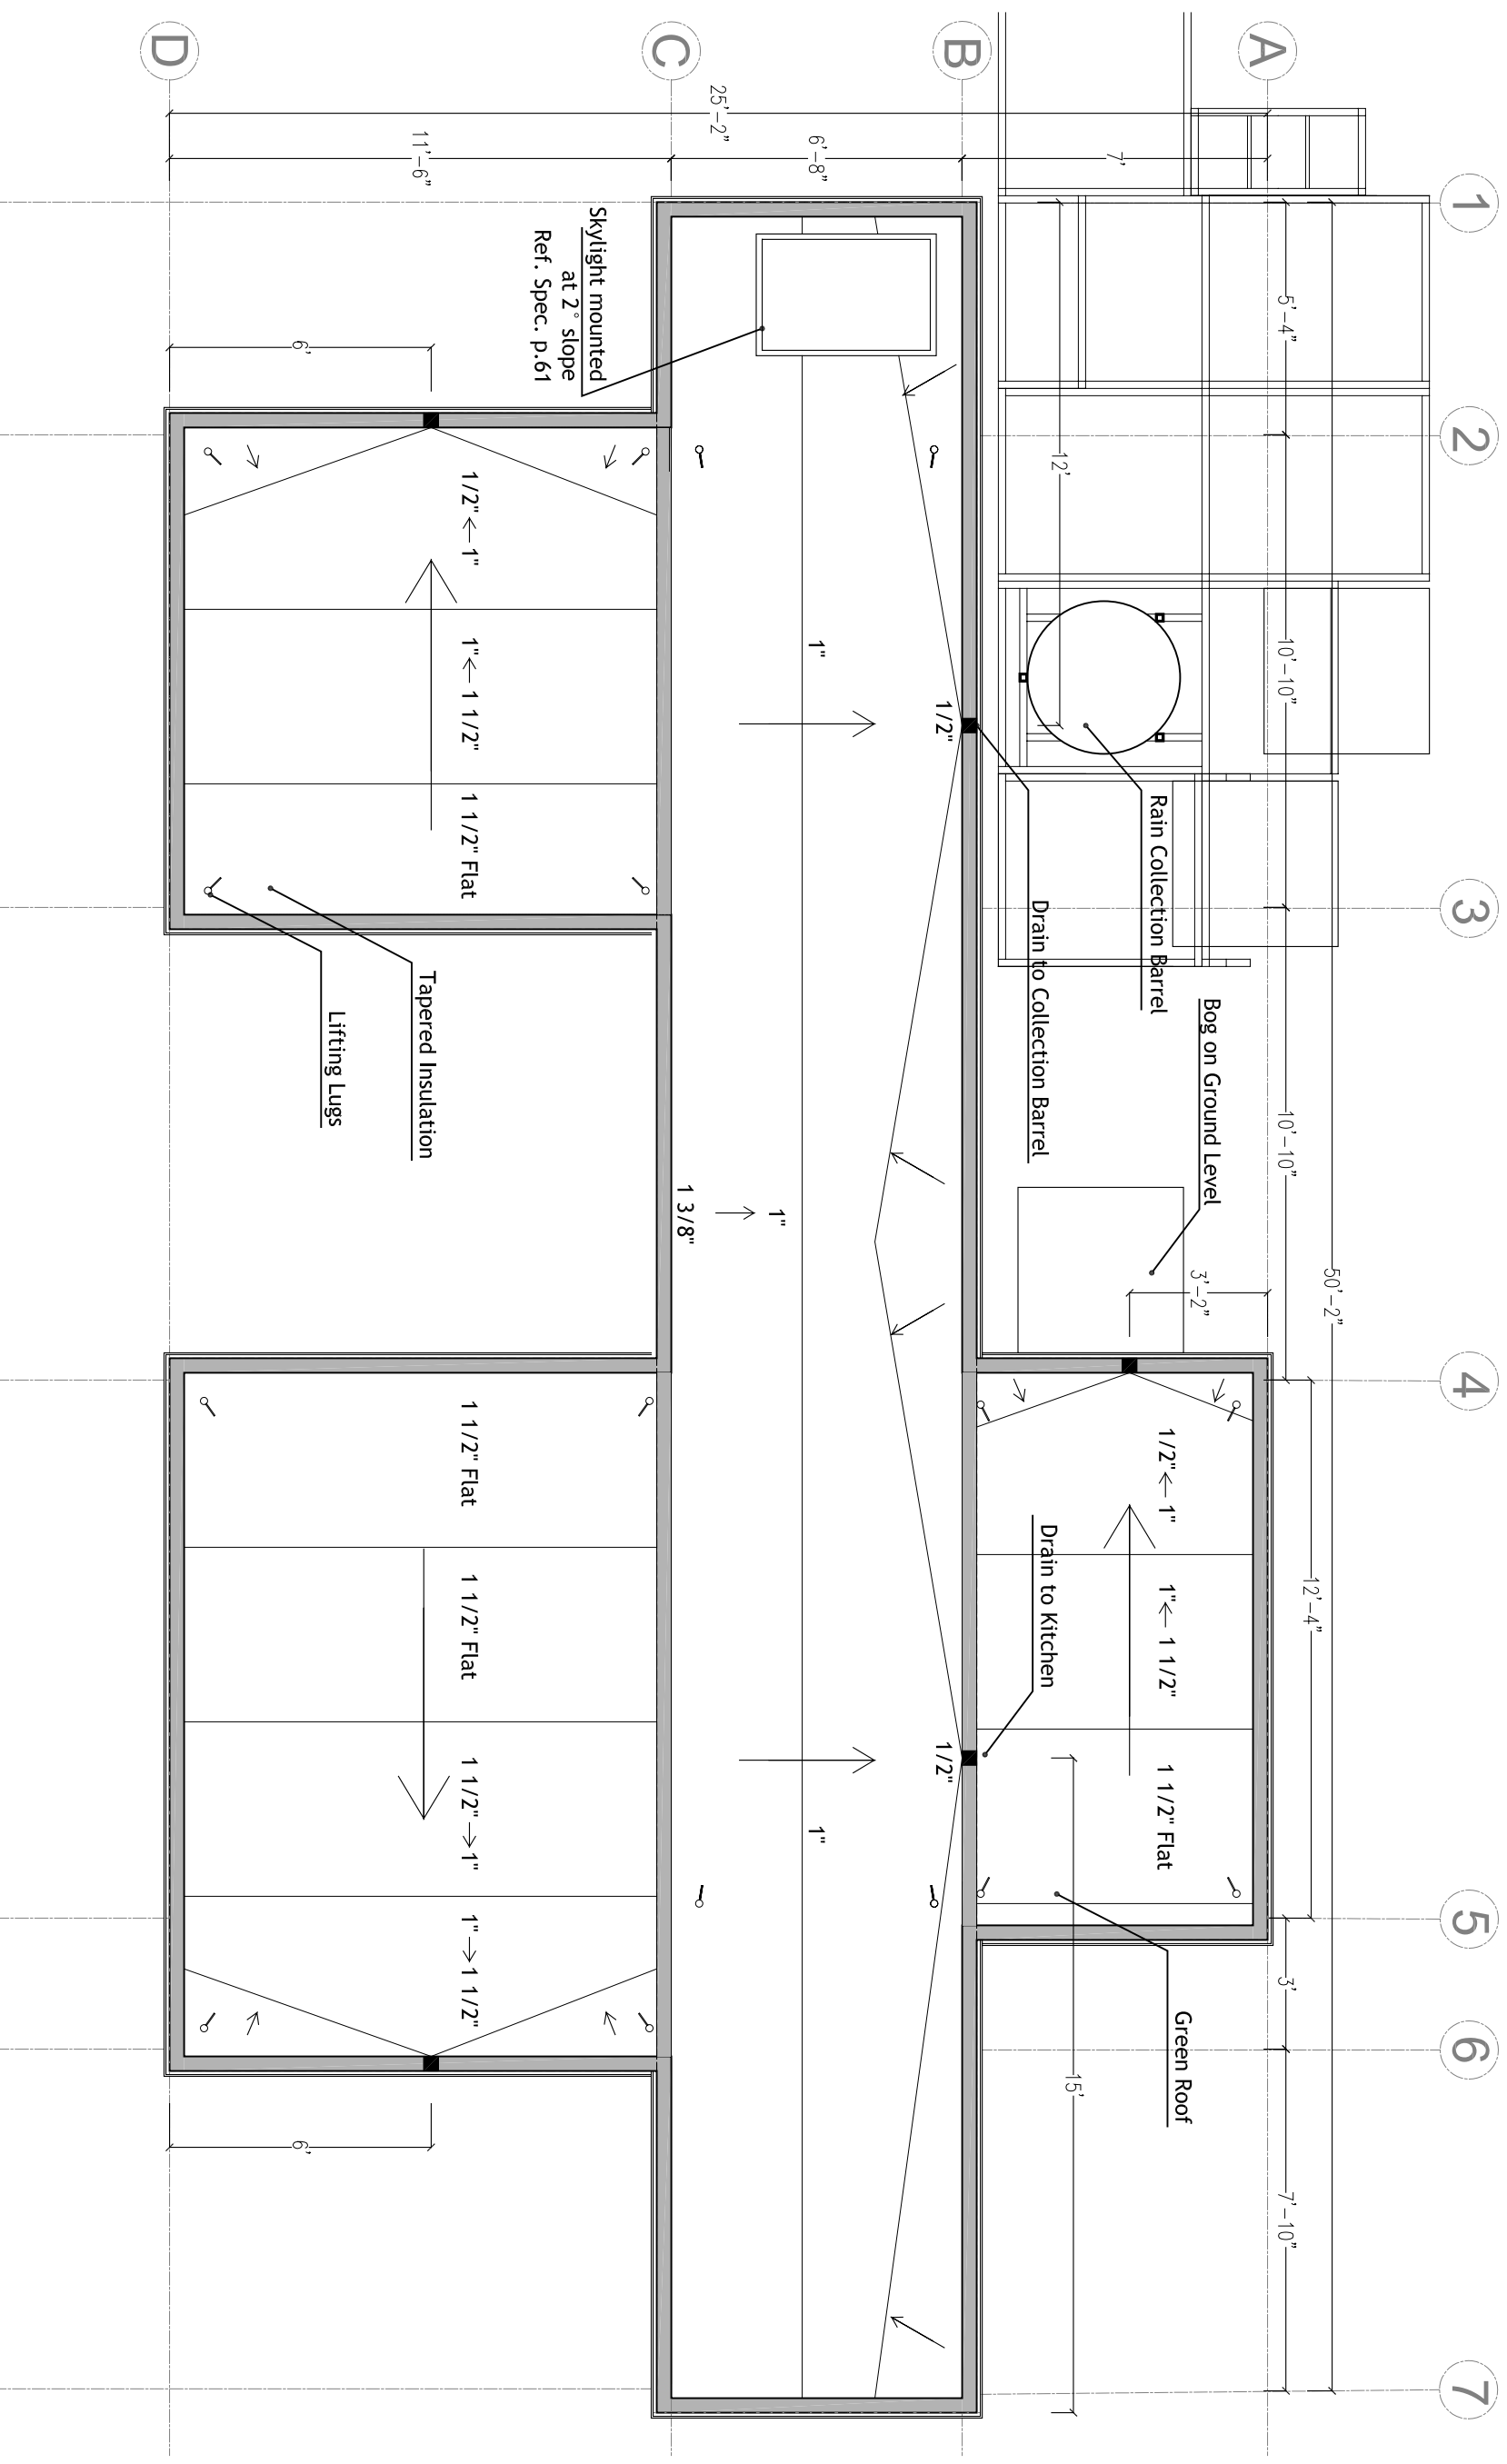 1
2
3
4
5
6
7
A
B
C
D
50'-2"
5'-4"
10'-10"
10'-10"
12'-4"
3'
7'-10"
12'
3'-2"
15'
25'-2"
7'
6'-8"
11'-6"
6'
6'
Rain Collection Barrel
Drain to Collection Barrel
Bog on Ground Level
Drain to Kitchen
Green Roof
1/2" ← 1"
1" ← 1 1/2"
1 1/2" Flat
1/2"
1/2"
1"
1"
1 3/8" → 1"
Skylight mounted
at 2° slope
Ref. Spec. p.61
1/2" ← 1"
1" ← 1 1/2"
1 1/2" Flat
Tapered Insulation
Lifting Lugs
1 1/2" Flat
1 1/2" Flat
1 1/2" → 1"
1" → 1 1/2"